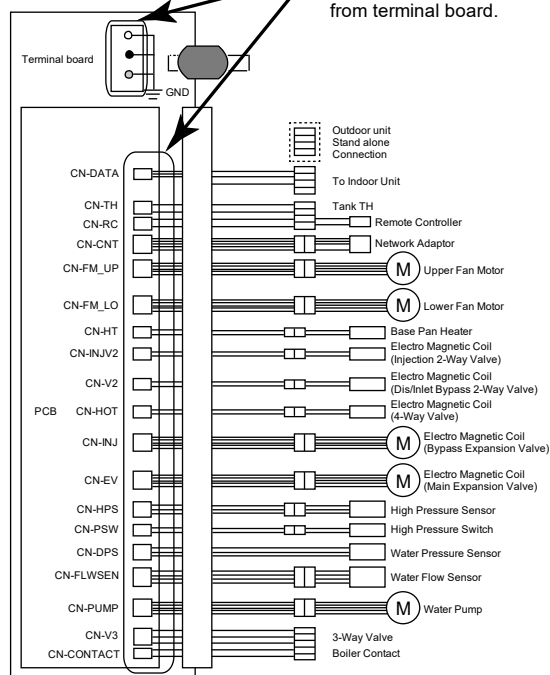 from terminal board.
Terminal board
GND
Outdoor unit
Stand alone
Connection
CN-DATA
To Indoor Unit
CN-TH
Tank TH
CN-RC
Remote Controller
CN-CNT
Network Adaptor
CN-FM_UP
M
Upper Fan Motor
CN-FM_LO
M
Lower Fan Motor
CN-HT
Base Pan Heater
CN-INJV2
Electro Magnetic Coil
(Injection 2-Way Valve)
CN-V2
Electro Magnetic Coil
(Dis/Inlet Bypass 2-Way Valve)
PCB
CN-HOT
Electro Magnetic Coil
(4-Way Valve)
CN-INJ
M
Electro Magnetic Coil
(Bypass Expansion Valve)
CN-EV
M
Electro Magnetic Coil
(Main Expansion Valve)
CN-HPS
High Pressure Sensor
CN-PSW
High Pressure Switch
CN-DPS
Water Pressure Sensor
CN-FLWSEN
Water Flow Sensor
CN-PUMP
M
Water Pump
CN-V3
3-Way Valve
CN-CONTACT
Boiler Contact